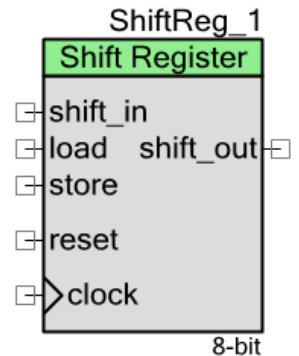 ShiftReg_1
Shift Register
shift_in
load shift_out
store
reset
clock
8-bit